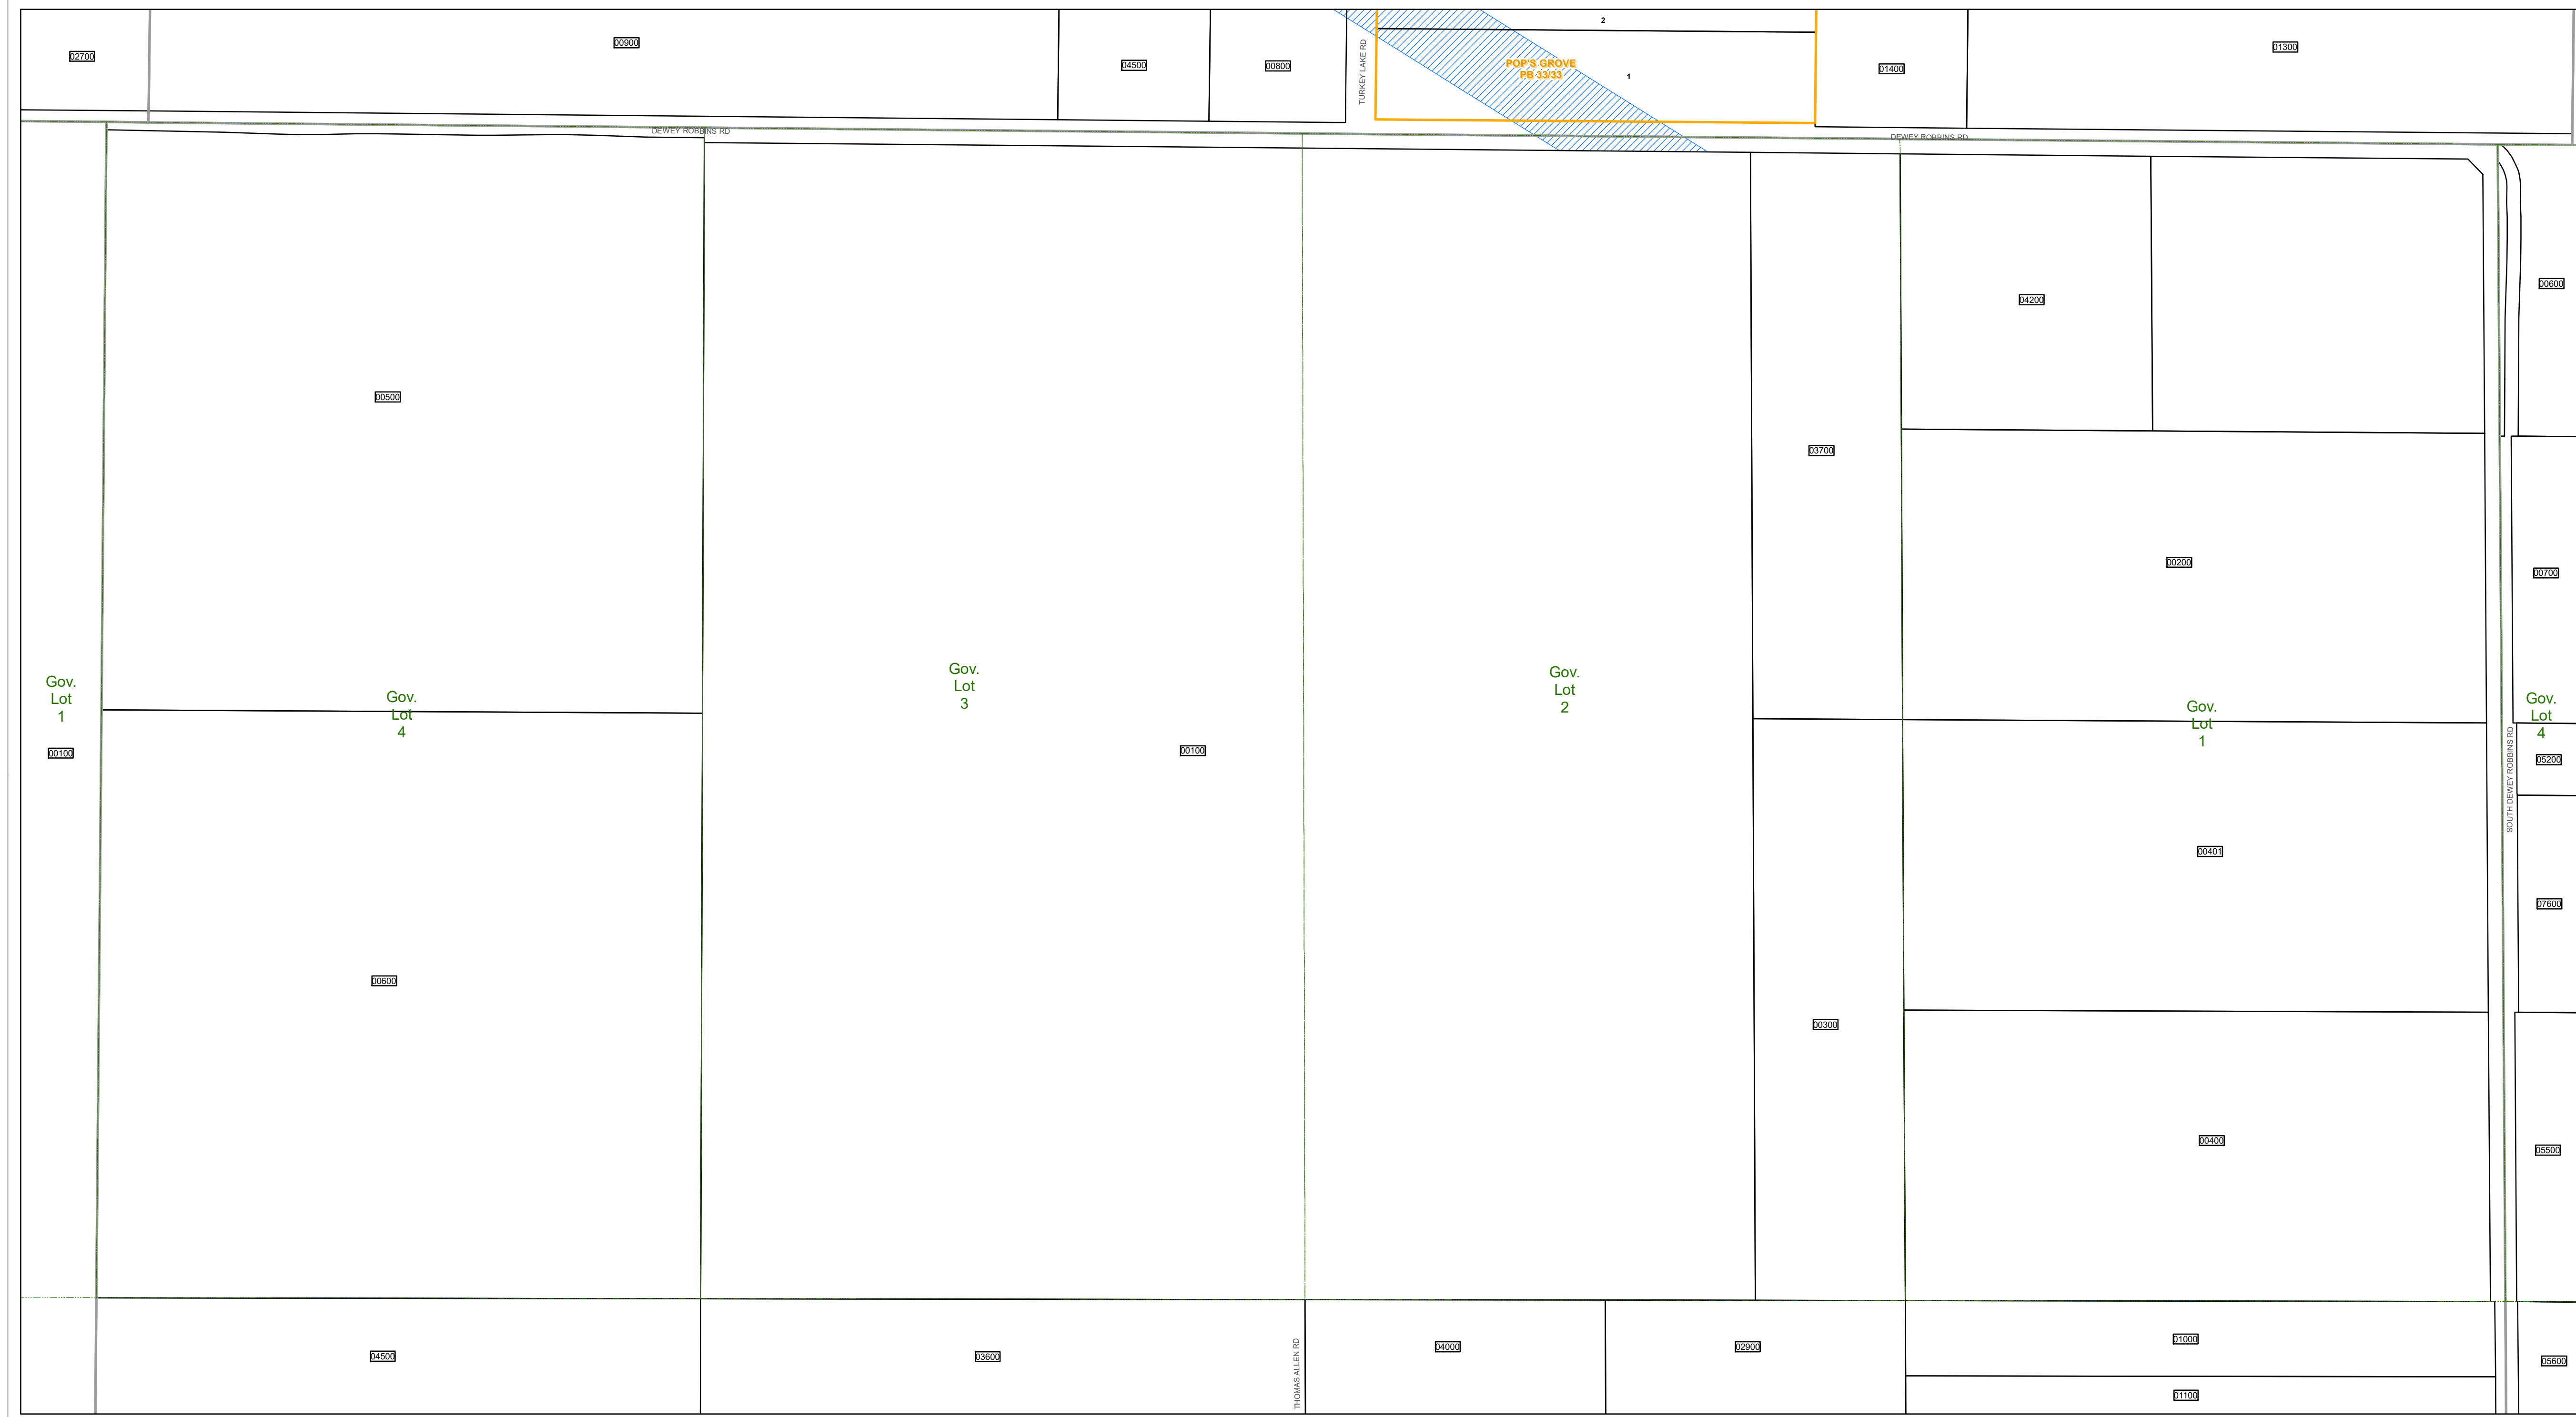 02700
00900
04500
00800
TURKEY LAKE RD
2
POP'S GROVE
PB 33/33
1
01400
01300
DEWEY ROBBINS RD
DEWEY ROBBINS RD
00600
04200
00500
03700
00200
00700
Gov.
Lot
1
Gov.
Lot
4
Gov.
Lot
3
Gov.
Lot
2
Gov.
Lot
1
Gov.
Lot
4
00100
00100
SOUTH DEWEY ROBBINS RD
05200
00401
07600
00600
00300
00400
05500
04500
03600
THOMAS ALLEN RD
04000
02900
01000
05600
01100